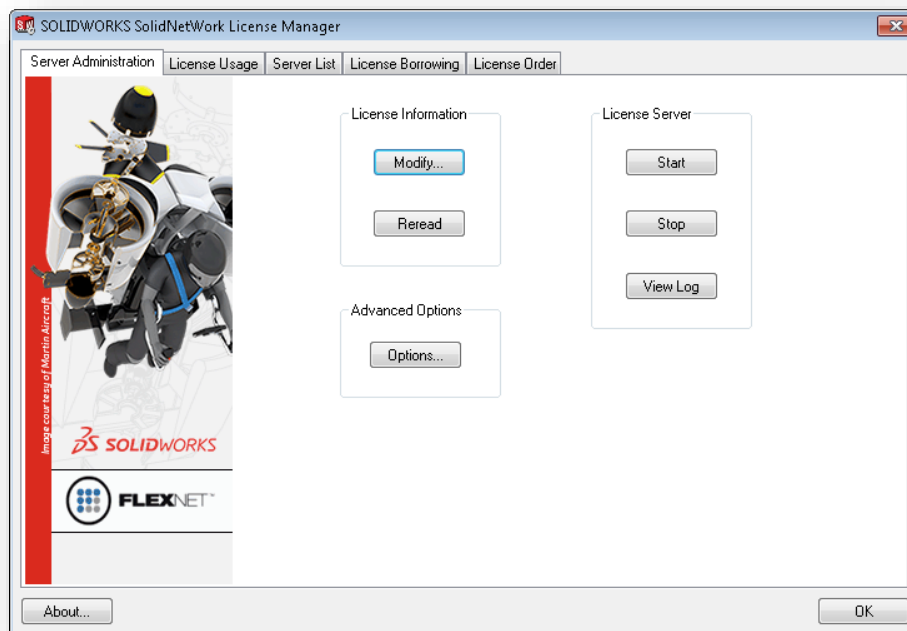 SOLIDWORKS SolidNetWork License Manager
Server Administration
License Usage
Server List
License Borrowing
License Order
License Information
Modify...
Reread
Advanced Options
Options...
License Server
Start
Stop
View Log
Image courtesy of Martin Aircraft
SOLIDWORKS
FLEXNET™
About...
OK